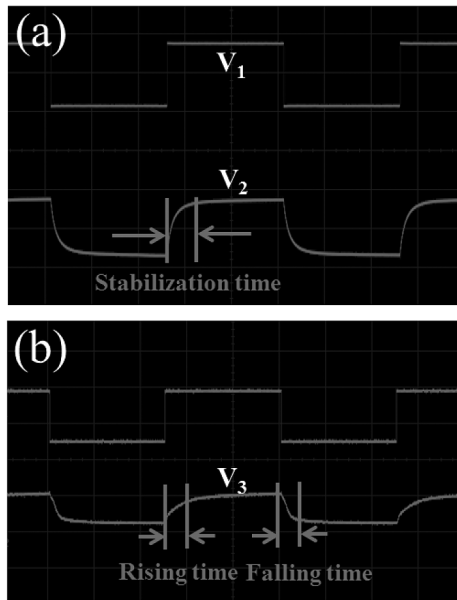 (a)
V1
V2
Stabilization time
(b)
V3
Rising time Falling time